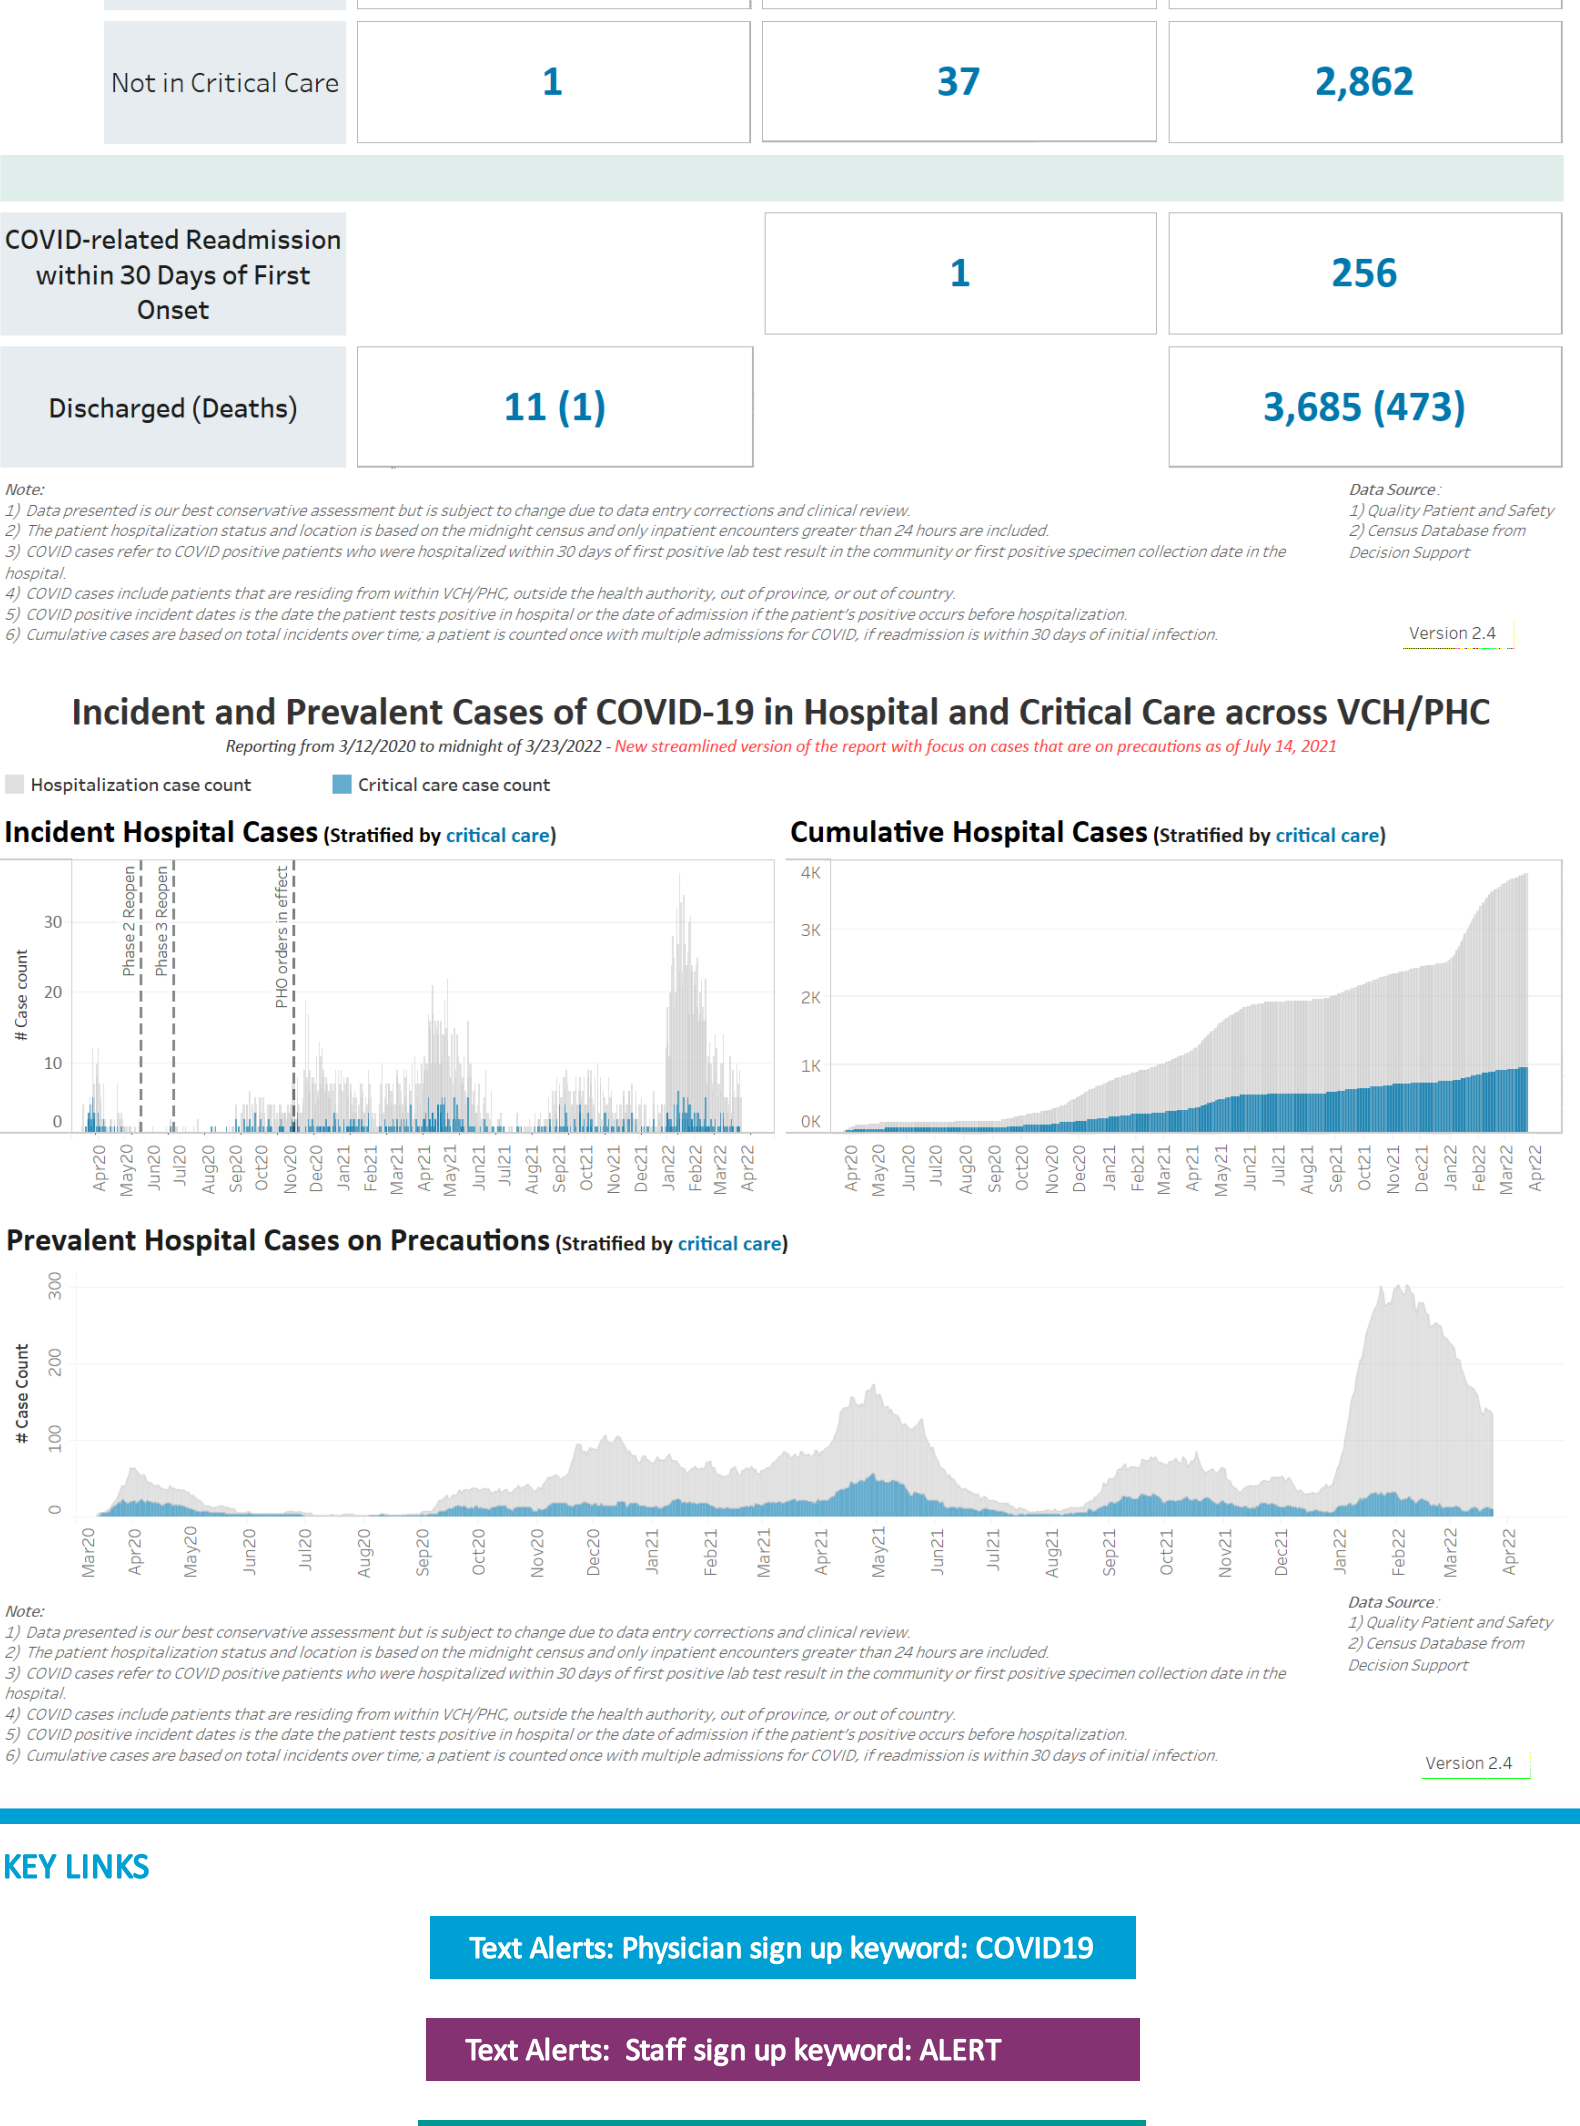 Not in Critical Care
1
37
2,862
COVID-related Readmission
within 30 Days of First
Onset
1
256
Discharged (Deaths)
11 (1)
3,685 (473)
Note:
1) Data presented is our best conservative assessment but is subject to change due to data entry corrections and clinical review.
2) The patient hospitalization status and location is based on the midnight census and only inpatient encounters greater than 24 hours are included.
3) COVID cases refer to COVID positive patients who were hospitalized within 30 days of first positive lab test result in the community or first positive specimen collection date in the
hospital.
4) COVID cases include patients that are residing from within VCH/PHC, outside the health authority, out of province, or out of country.
5) COVID positive incident dates is the date the patient tests positive in hospital or the date of admission if the patient's positive occurs before hospitalization.
6) Cumulative cases are based on total incidents over time; a patient is counted once with multiple admissions for COVID, if readmission is within 30 days of initial infection.
Data Source:
1) Quality Patient and Safety
2) Census Database from
Decision Support
Version 2.4
Incident and Prevalent Cases of COVID-19 in Hospital and Critical Care across VCH/PHC
Reporting from 3/12/2020 to midnight of 3/23/2022 - New streamlined version of the report with focus on cases that are on precautions as of July 14, 2021
Hospitalization case count
Critical care case count
Incident Hospital Cases (Stratified by critical care)
# Case count
30
20
10
0
Phase 2 Reopen
Phase 3 Reopen
PHO orders in effect
Apr20
May20
Jun20
Jul20
Aug20
Sep20
Oct20
Nov20
Dec20
Jan21
Feb21
Mar21
Apr21
May21
Jun21
Jul21
Aug21
Sep21
Oct21
Nov21
Dec21
Jan22
Feb22
Mar22
Apr22
Cumulative Hospital Cases (Stratified by critical care)
4K
3K
2K
1K
0K
Apr20
May20
Jun20
Jul20
Aug20
Sep20
Oct20
Nov20
Dec20
Jan21
Feb21
Mar21
Apr21
May21
Jun21
Jul21
Aug21
Sep21
Oct21
Nov21
Dec21
Jan22
Feb22
Mar22
Apr22
Prevalent Hospital Cases on Precautions (Stratified by critical care)
# Case Count
300
200
100
0
Mar20
Apr20
May20
Jun20
Jul20
Aug20
Sep20
Oct20
Nov20
Dec20
Jan21
Feb21
Mar21
Apr21
May21
Jun21
Jul21
Aug21
Sep21
Oct21
Nov21
Dec21
Jan22
Feb22
Mar22
Apr22
Note:
1) Data presented is our best conservative assessment but is subject to change due to data entry corrections and clinical review.
2) The patient hospitalization status and location is based on the midnight census and only inpatient encounters greater than 24 hours are included.
3) COVID cases refer to COVID positive patients who were hospitalized within 30 days of first positive lab test result in the community or first positive specimen collection date in the
hospital.
4) COVID cases include patients that are residing from within VCH/PHC, outside the health authority, out of province, or out of country.
5) COVID positive incident dates is the date the patient tests positive in hospital or the date of admission if the patient's positive occurs before hospitalization.
6) Cumulative cases are based on total incidents over time; a patient is counted once with multiple admissions for COVID, if readmission is within 30 days of initial infection.
Data Source:
1) Quality Patient and Safety
2) Census Database from
Decision Support
Version 2.4
KEY LINKS
Text Alerts: Physician sign up keyword: COVID19
Text Alerts: Staff sign up keyword: ALERT